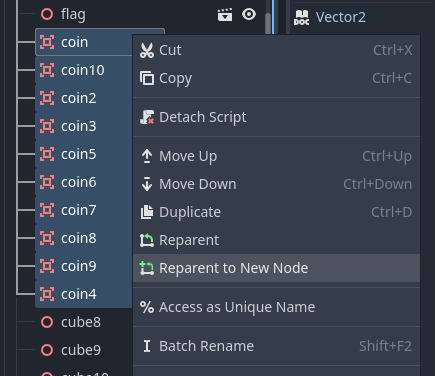 flag
DOC Vector2
coin
coin10
coin2
coin3
coin5
coin6
coin7
coin8
coin9
coin4
cube8
cube9
Cut Ctrl+X
Copy Ctrl+C
Detach Script
Move Up Ctrl+Up
Move Down Ctrl+Down
Duplicate Ctrl+D
Reparent
Reparent to New Node
% Access as Unique Name
Batch Rename Shift+F2